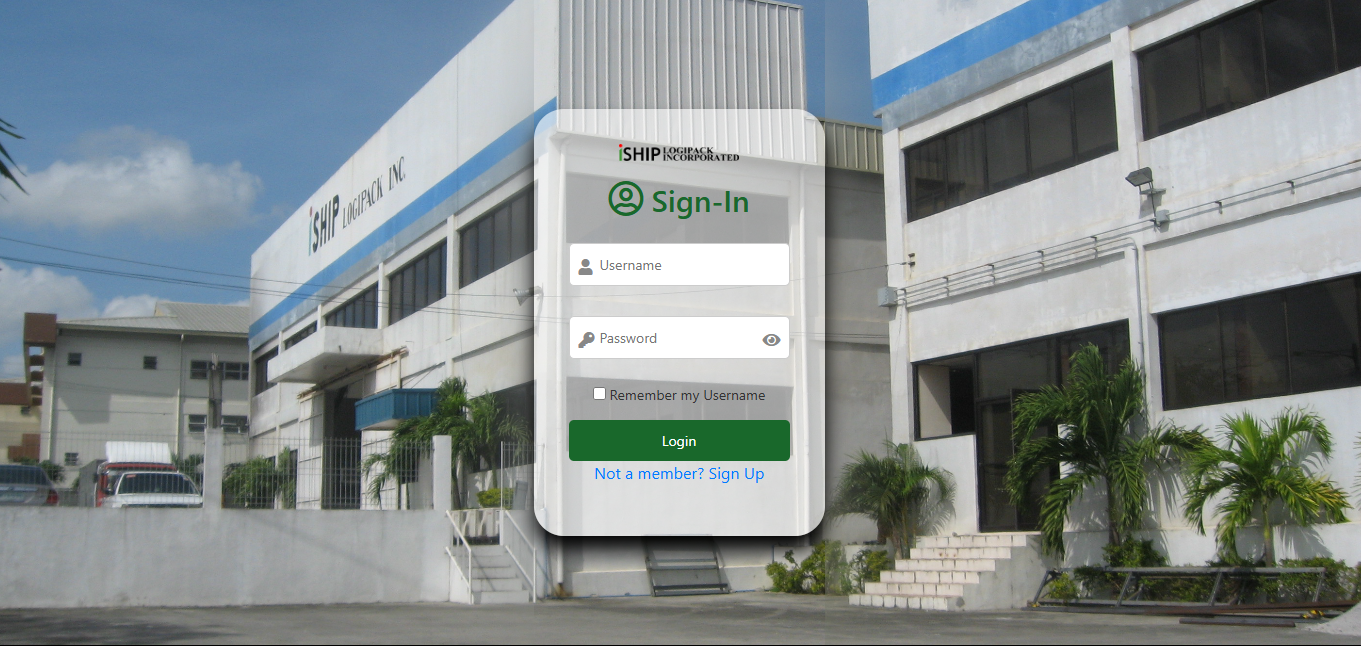 iSHIP LOGIPACK INC.
iSHIP LOGIPACK INCORPORATED
Sign-In
Username
Password
Remember my Username
Login
Not a member? Sign Up